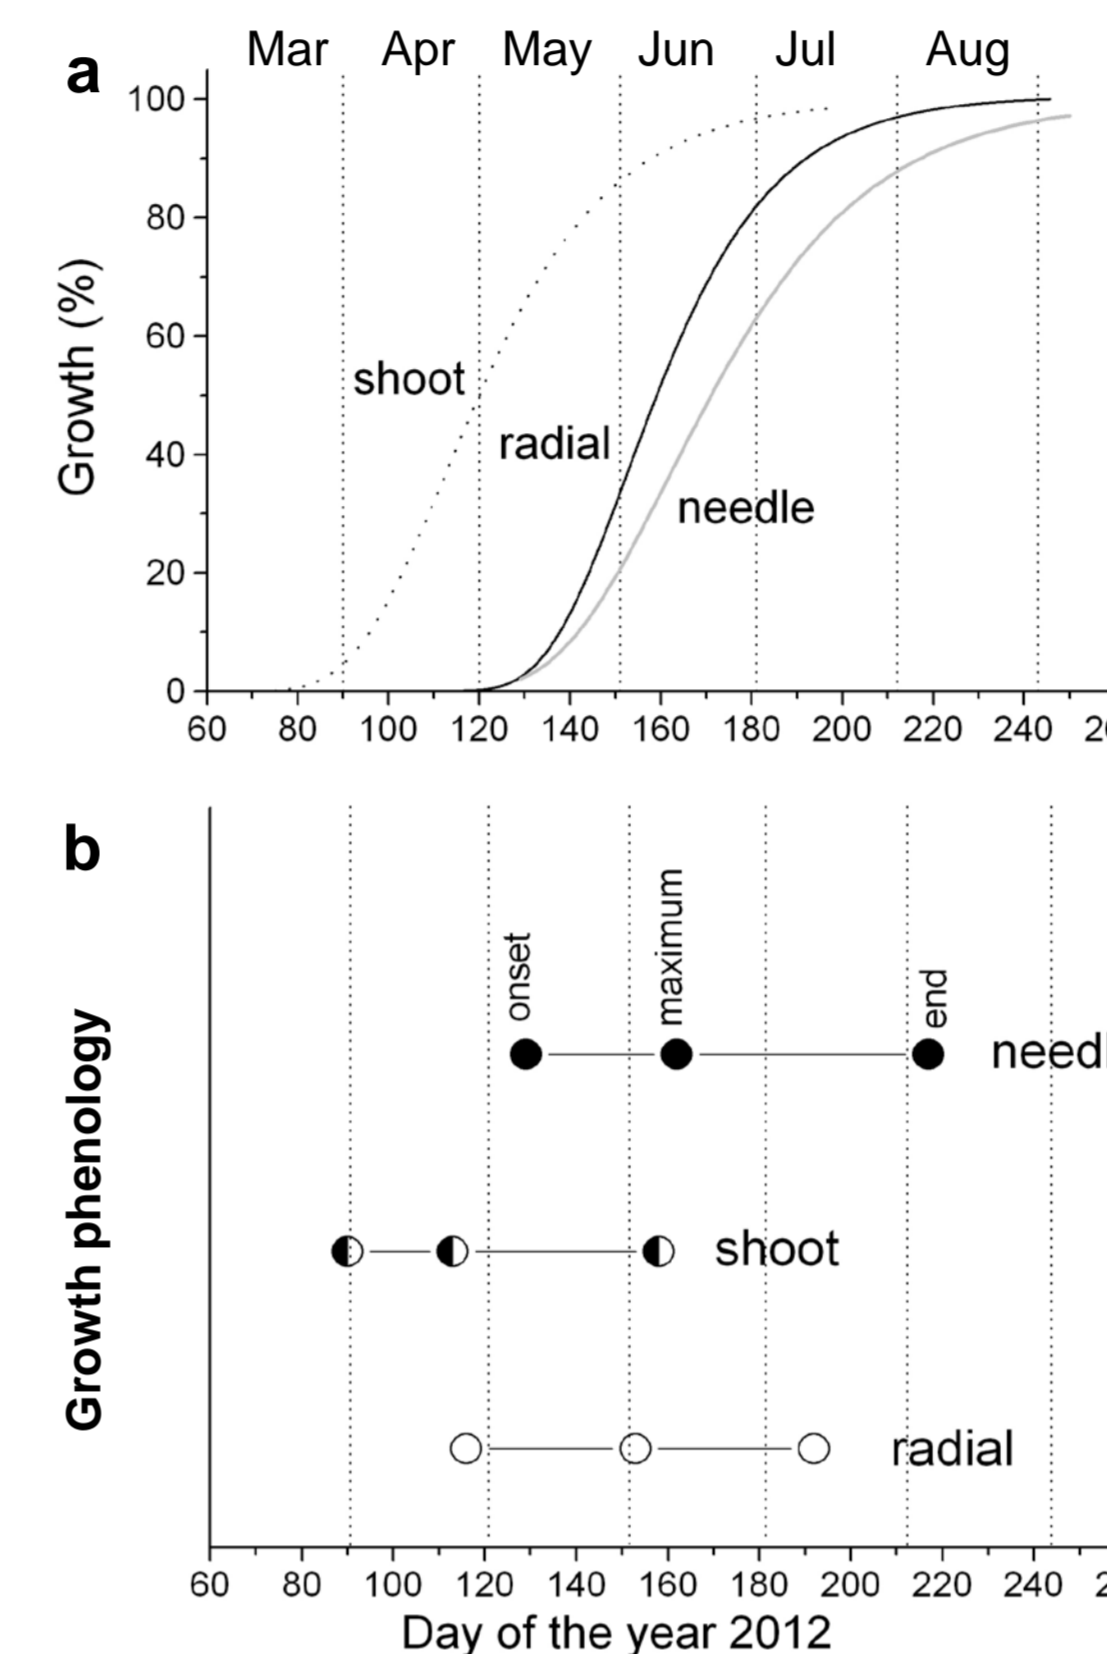 a
Mar Apr May Jun Jul Aug
100
80
60
40
20
0
Growth (%)
shoot
radial
needle
60 80 100 120 140 160 180 200 220 240
b
onset
maximum
end
needl
shoot
radial
Growth phenology
60 80 100 120 140 160 180 200 220 240 2
Day of the year 2012